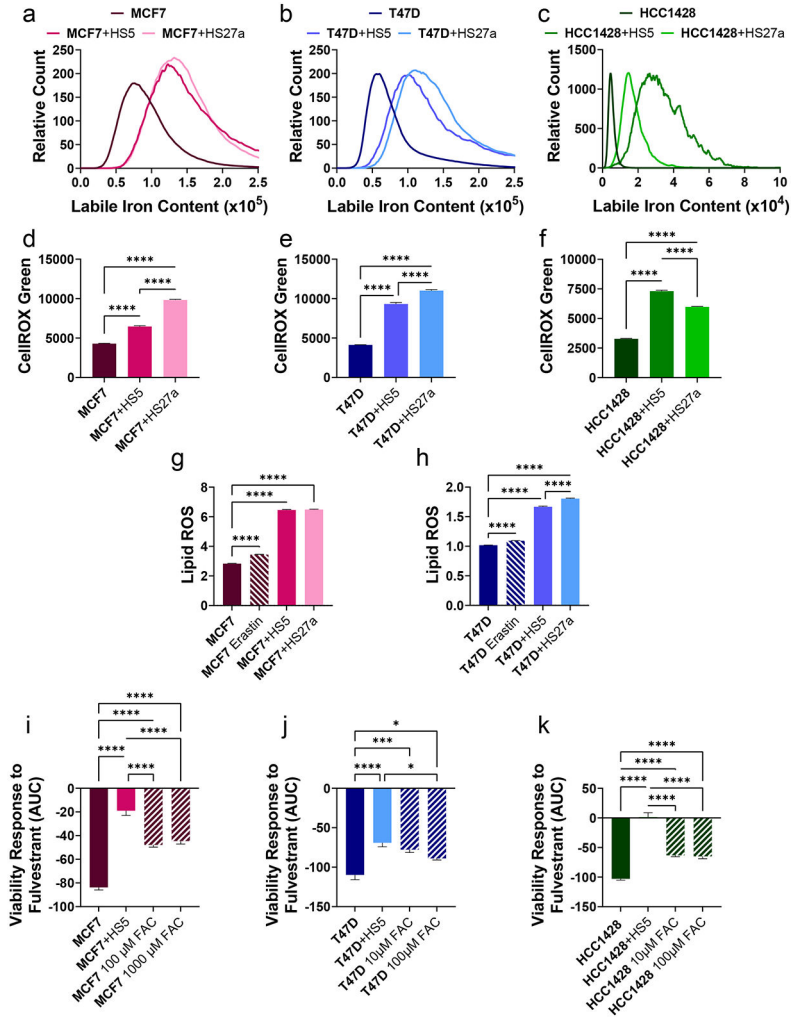 a
MCF7
MCF7+HS5
MCF7+HS27a
Relative Count
250
200
150
100
50
0
0.0
0.5
1.0
1.5
2.0
2.5
Labile Iron Content (x10⁵)
b
T47D
T47D+HS5
T47D+HS27a
Relative Count
250
200
150
100
50
0
0.0
0.5
1.0
1.5
2.0
2.5
Labile Iron Content (x10⁵)
c
HCC1428
HCC1428+HS5
HCC1428+HS27a
Relative Count
1500
1000
500
0
0
2
4
6
8
10
Labile Iron Content (x10⁴)
d
CellROX Green
15000
10000
5000
0
****
****
****
MCF7
MCF7+HS5
MCF7+HS27a
e
CellROX Green
15000
10000
5000
0
****
****
****
T47D
T47D+HS5
T47D+HS27a
f
CellROX Green
10000
7500
5000
2500
0
****
****
****
HCC1428
HCC1428+HS5
HCC1428+HS27a
g
Lipid ROS
8
6
4
2
0
****
****
****
MCF7
MCF7 Erastin
MCF7+HS5
MCF7+HS27a
h
Lipid ROS
2.0
1.5
1.0
0.5
0.0
****
****
****
****
T47D
T47D Erastin
T47D+HS5
T47D+HS27a
i
Viability Response to
Fulvestrant (AUC)
0
-20
-40
-60
-80
-100
****
****
****
****
****
MCF7
MCF7+HS5
MCF7 100 µM FAC
MCF7 1000 µM FAC
j
Viability Response to
Fulvestrant (AUC)
0
-50
-100
-150
*
***
****
*
T47D
T47D+HS5
T47D 10µM FAC
T47D 100µM FAC
k
Viability Response to
Fulvestrant (AUC)
50
0
-50
-100
-150
****
****
****
****
****
HCC1428
HCC1428+HS5
HCC1428 10µM FAC
HCC1428 100µM FAC